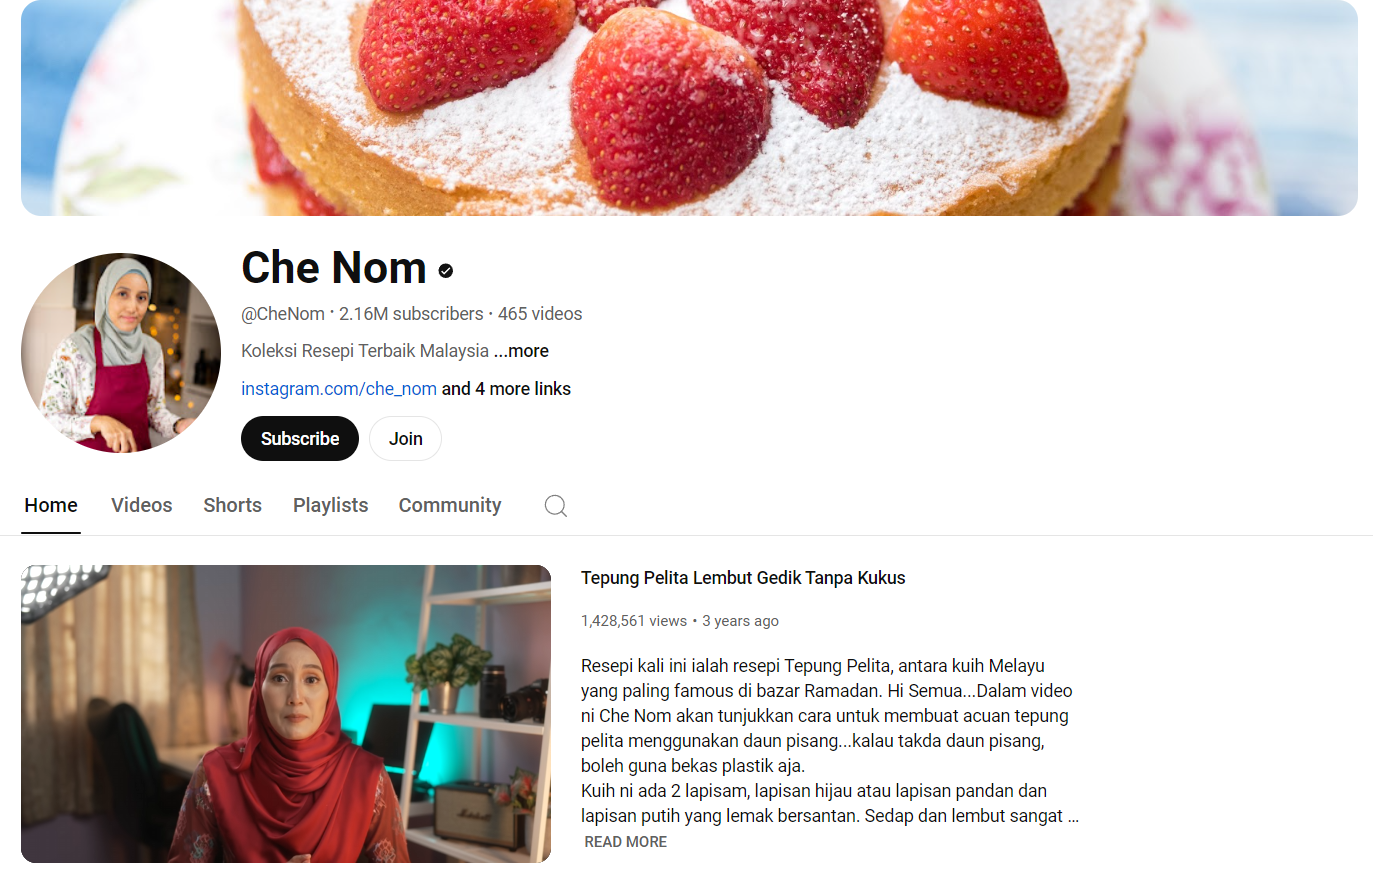 Che Nom
@CheNom · 2.16M subscribers · 465 videos
Koleksi Resepi Terbaik Malaysia ...more
instagram.com/che_nom and 4 more links
Subscribe Join
Home Videos Shorts Playlists Community
Tepung Pelita Lembut Gedik Tanpa Kukus
1,428,561 views • 3 years ago
Resepi kali ini ialah resepi Tepung Pelita, antara kuih Melayu
yang paling famous di bazar Ramadan. Hi Semua...Dalam video
ni Che Nom akan tunjukkan cara untuk membuat acuan tepung
pelita menggunakan daun pisang...kalau takda daun pisang,
boleh guna bekas plastik aja.
Kuih ni ada 2 lapisam, lapisan hijau atau lapisan pandan dan
lapisan putih yang lemak bersantan. Sedap dan lembut sangat ...
READ MORE
Marshall